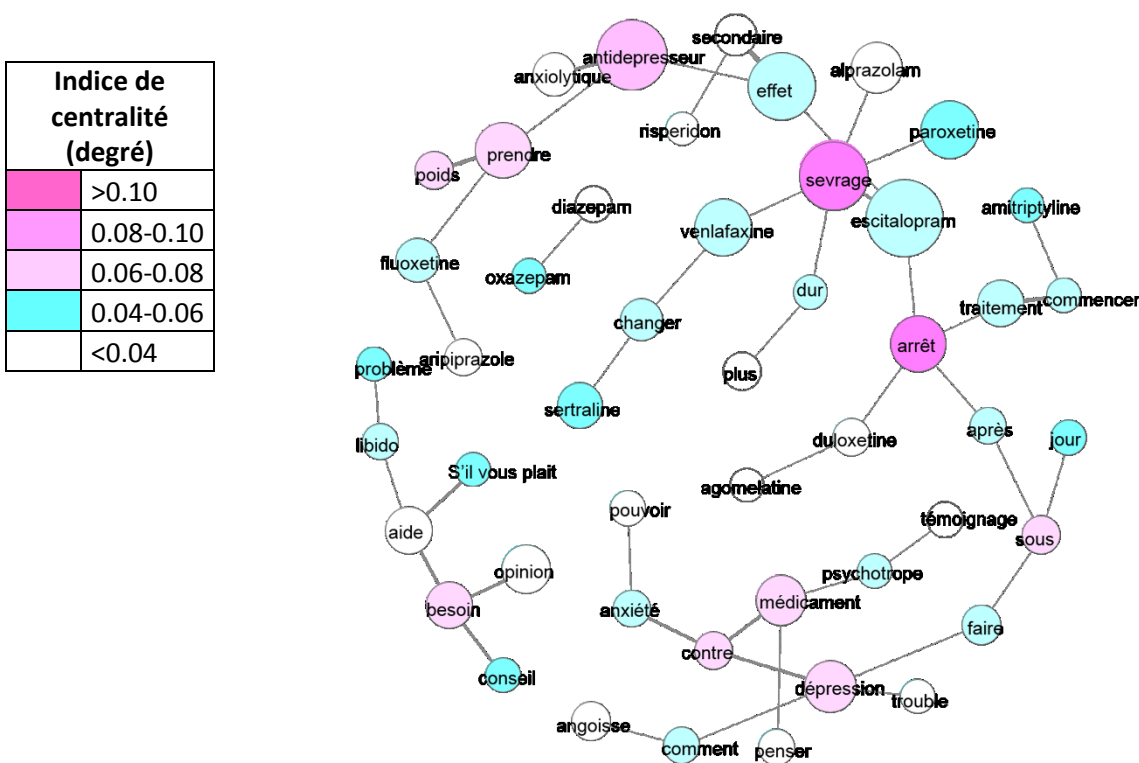 Indice de
centralité
(degré)
>0.10
0.08-0.10
0.06-0.08
0.04-0.06
<0.04
secondaire
antidepresseur
anxiolytique
alprazolam
effet
risperidon
paroxetine
prendre
poids
sevrage
diazepam
amitriptyline
escitalopram
venlafaxine
fluoxetine
oxazepam
dur
traitement
commencer
changer
arrêt
aripiprazole
problème
plus
sertraline
libido
duloxetine
après
jour
S'il vous plait
agomelatine
pouvoir
témoignage
aide
sous
opinion
psychotrope
besoin
anxiété
médicament
faire
contre
conseil
dépression
trouble
angoisse
comment
penser